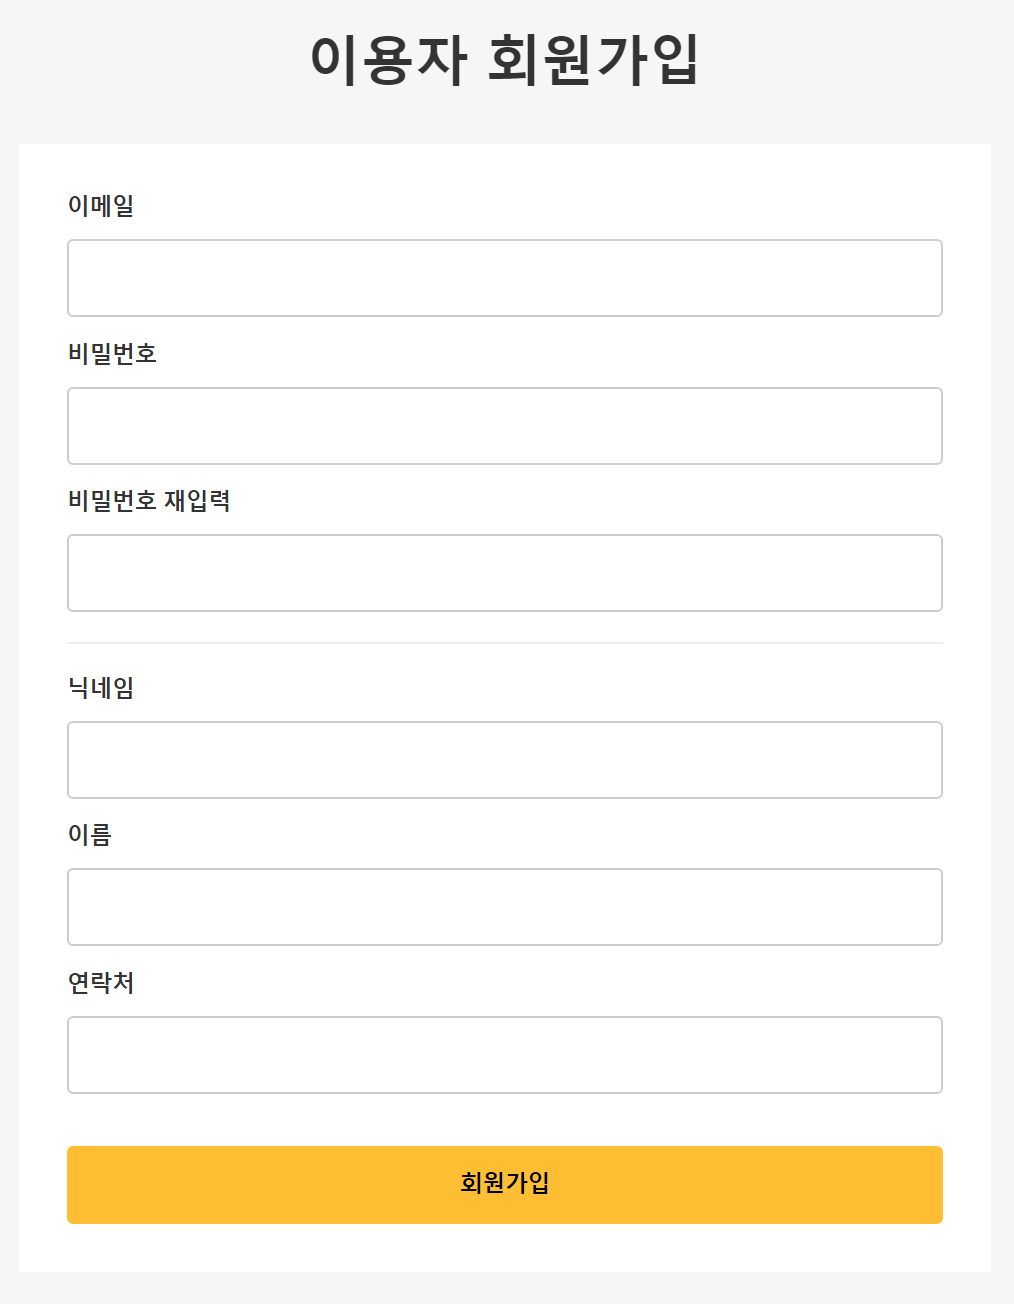 이용자 회원가입
이메일
비밀번호
비밀번호 재입력
닉네임
이름
연락처
회원가입